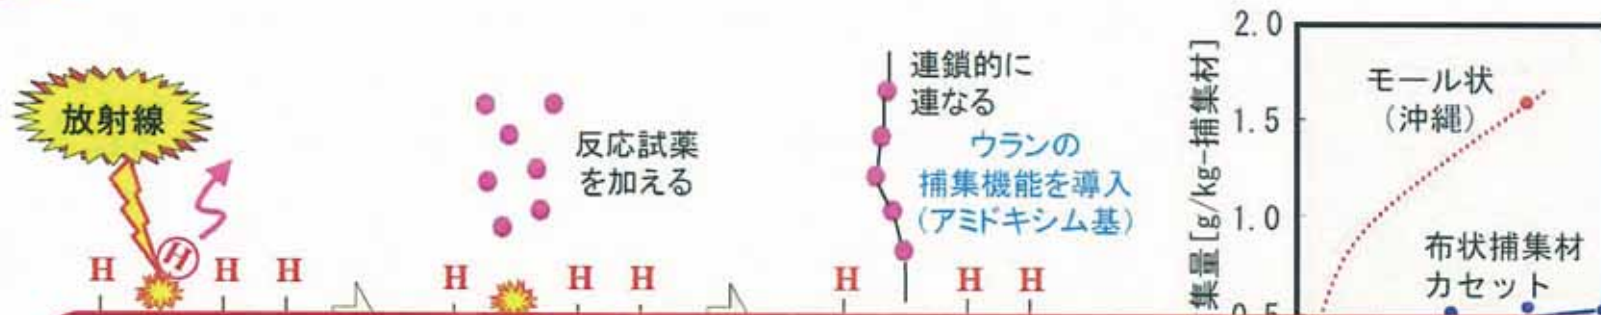 放射線
H
H
H
H
反応試薬
を加える
H
H
H
連鎖的に
連なる
ウランの
捕集機能を導入
(アミドキシム基)
H
H
H
集量[g/kg-捕集材]
2.0
1.5
1.0
モール状
(沖縄)
布状捕集材
カセット